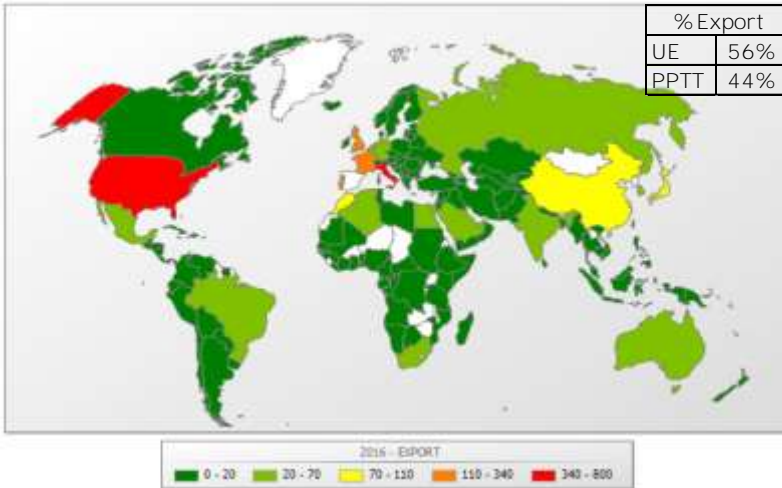 % Export
UE 56%
PPTT 44%
2016 - EXPORT
0 - 20 20 - 70 70 - 110 110 - 340 340 - 800